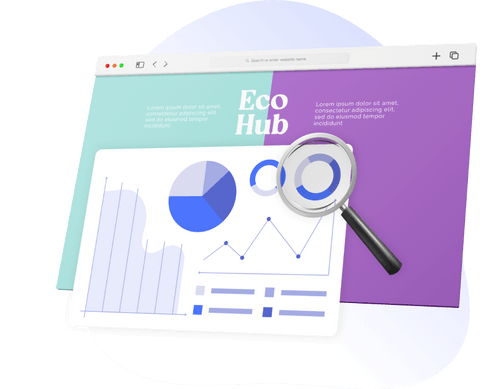 Search or enter website name
Lorem ipsum dolor sit amet,
consectetur adipiscing elit,
sed do eiusmod tempor
incididunt
Eco
Hub
Lorem ipsum dolor sit amet,
consectetur adipiscing elit,
sed do eiusmod tempor
incididunt